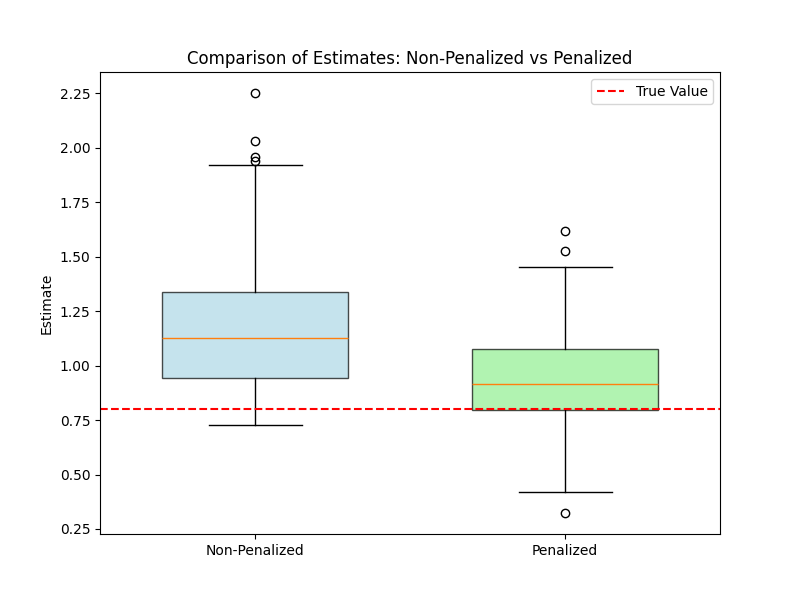 Comparison of Estimates: Non-Penalized vs Penalized
True Value
2.25
2.00
1.75
1.50
1.25
1.00
0.75
0.50
0.25
Estimate
Non-Penalized
Penalized